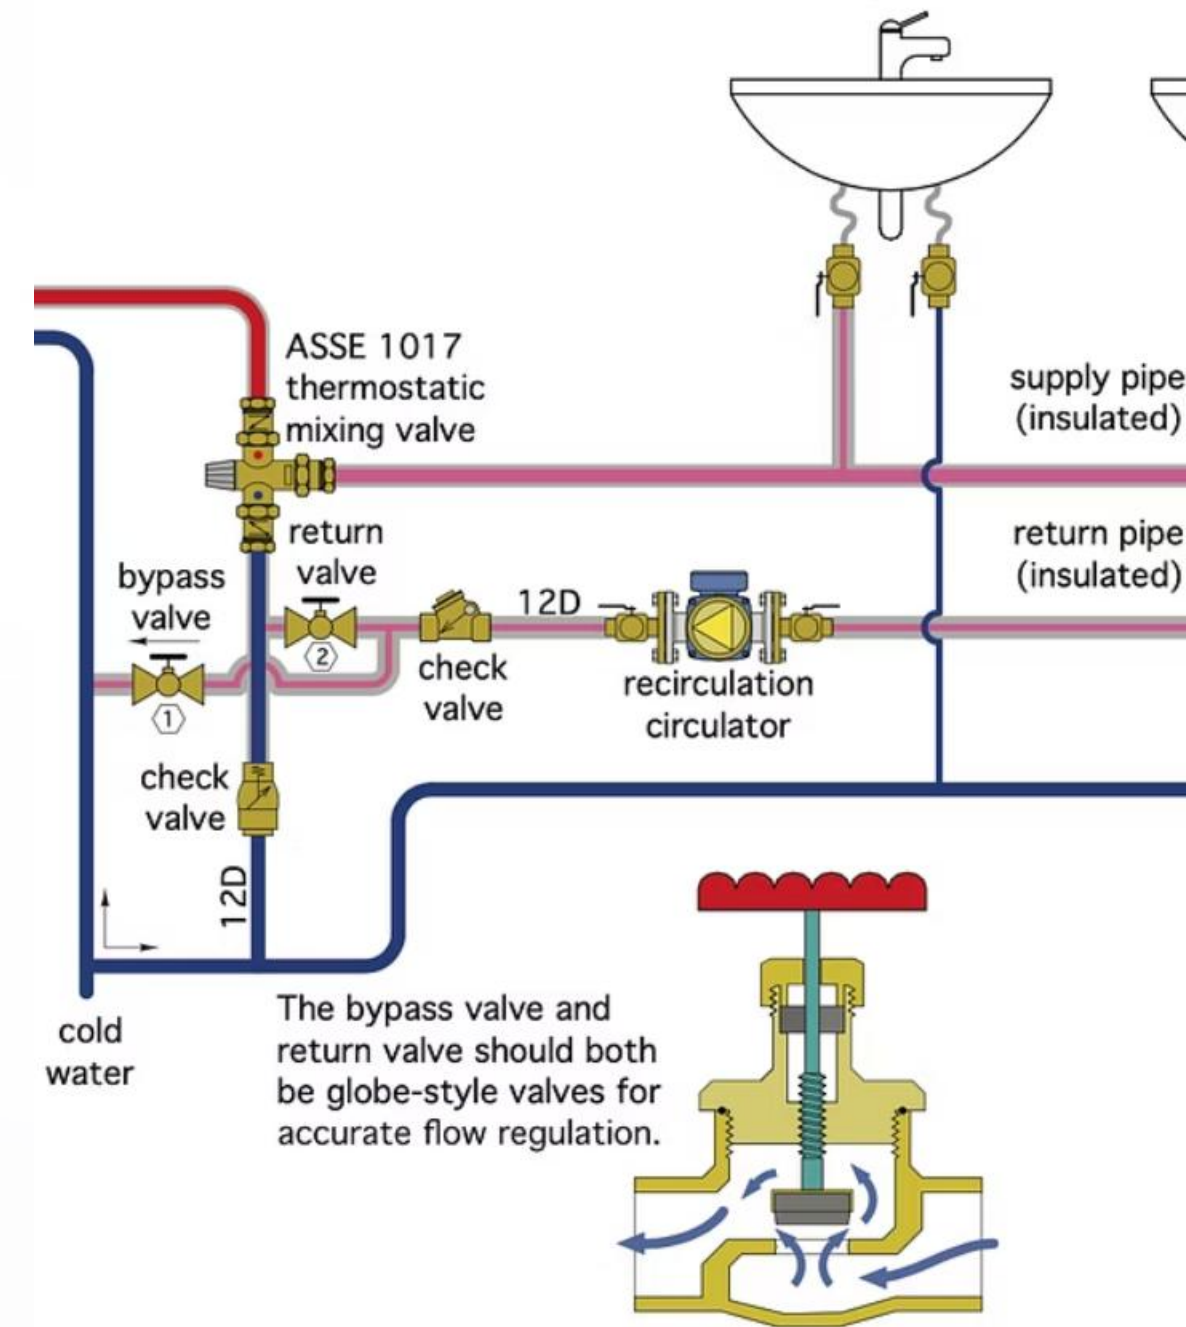 ASSE 1017
thermostatic
mixing valve
supply pipe
(insulated)
return
valve
return pipe
(insulated)
bypass
valve
12D
2
check
valve
recirculation
circulator
1
check
valve
12D
cold
water
The bypass valve and
return valve should both
be globe-style valves for
accurate flow regulation.